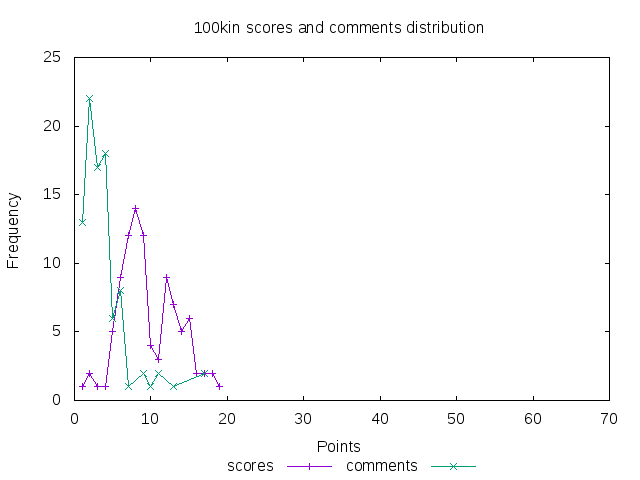 100kin scores and comments distribution
25
20
15
10
5
0
Frequency
0 10 20 30 40 50 60 70
Points
scores comments